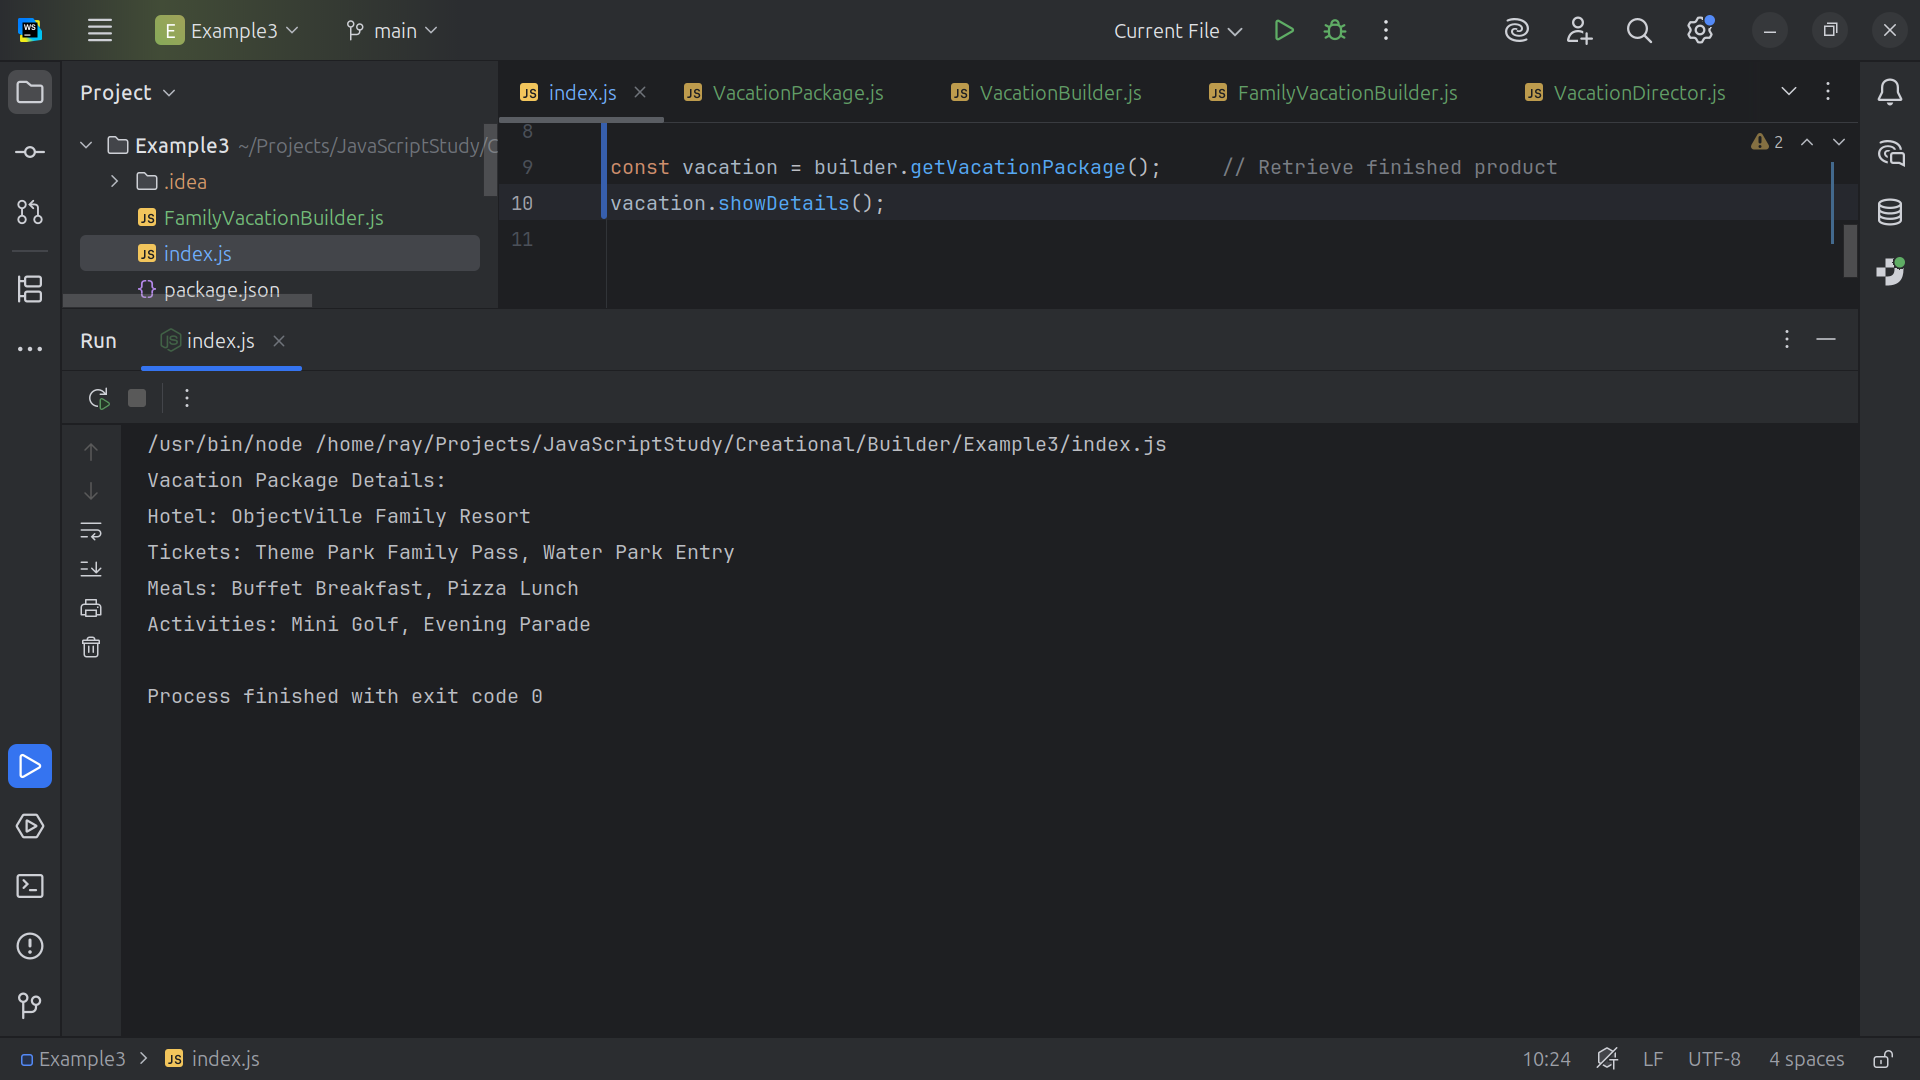 WS
E Example3
main
Current File
Project
index.js
VacationPackage.js
VacationBuilder.js
FamilyVacationBuilder.js
VacationDirector.js
Example3 ~/Projects/JavaScriptStudy/C
.idea
FamilyVacationBuilder.js
index.js
package.json
8
9 const vacation = builder.getVacationPackage(); // Retrieve finished product
10 vacation.showDetails();
11
2
Run
index.js
/usr/bin/node /home/ray/Projects/JavaScriptStudy/Creational/Builder/Example3/index.js
Vacation Package Details:
Hotel: ObjectVille Family Resort
Tickets: Theme Park Family Pass, Water Park Entry
Meals: Buffet Breakfast, Pizza Lunch
Activities: Mini Golf, Evening Parade
Process finished with exit code 0
Example3 > index.js
10:24 LF UTF-8 4 spaces